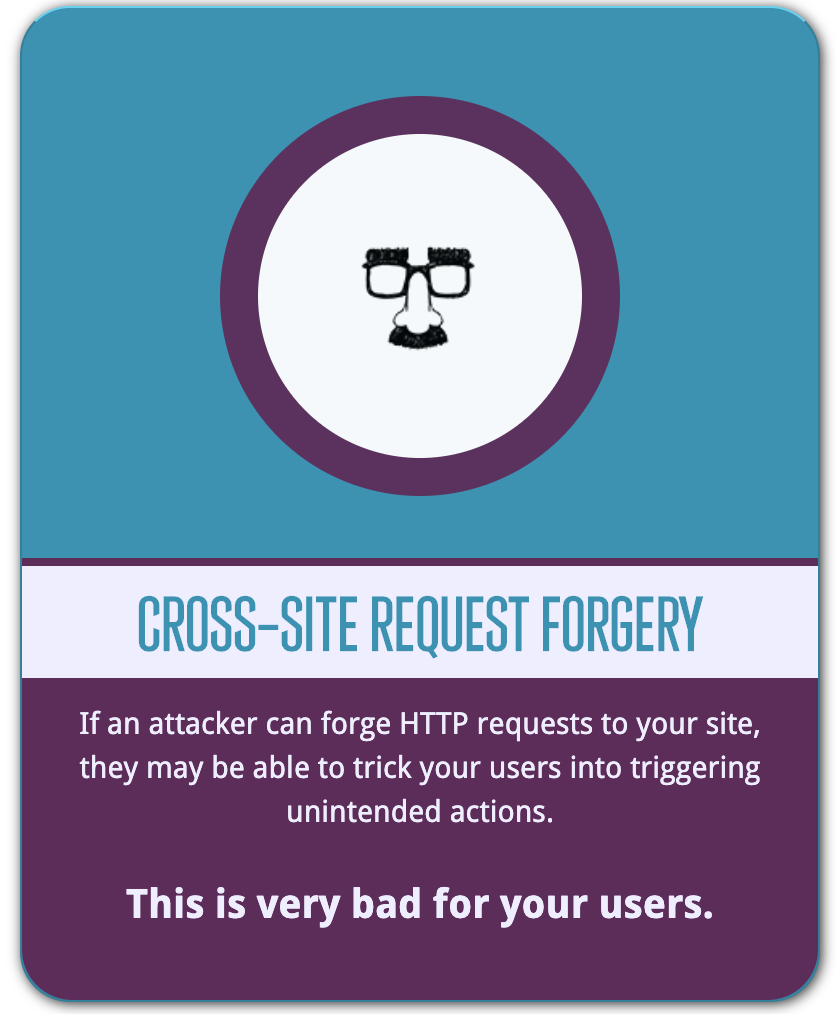 CROSS-SITE REQUEST FORGERY
If an attacker can forge HTTP requests to your site,
they may be able to trick your users into triggering
unintended actions.
This is very bad for your users.